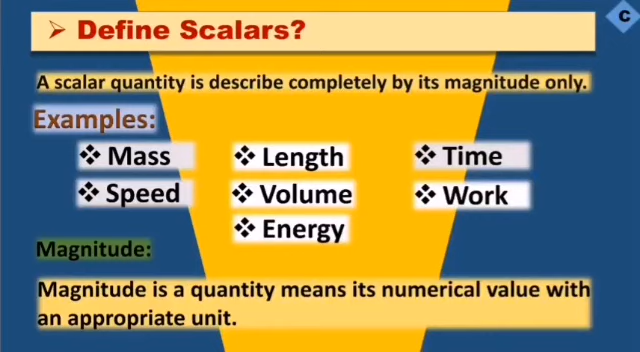 C
➢ Define Scalars?
A scalar quantity is describe completely by its magnitude only.
Examples:
❖ Mass ❖ Length ❖ Time
❖ Speed ❖ Volume ❖ Work
❖ Energy
Magnitude:
Magnitude is a quantity means its numerical value with
an appropriate unit.